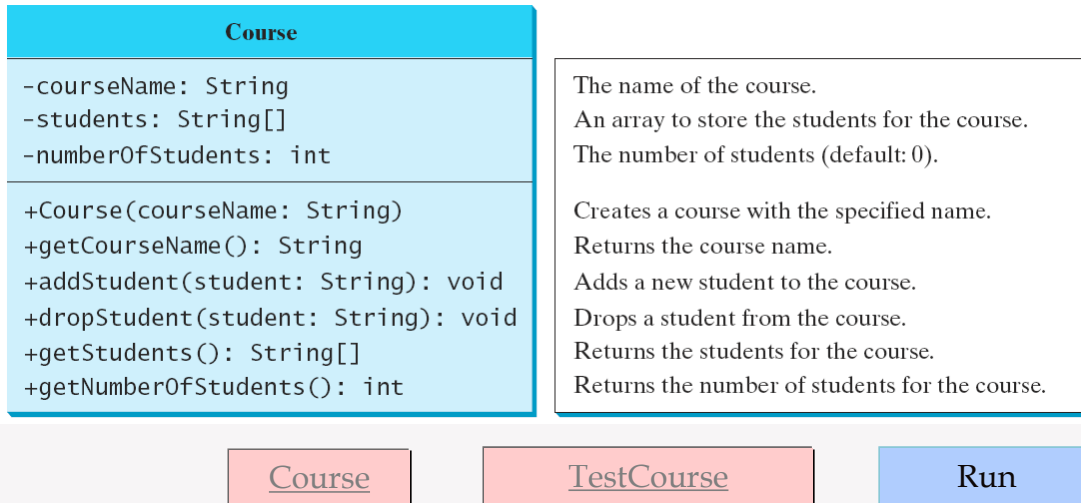 Course
-courseName: String
-students: String[]
-numberOfStudents: int
+Course(courseName: String)
+getCourseName(): String
+addStudent(student: String): void
+dropStudent(student: String): void
+getStudents(): String[]
+getNumberOfStudents(): int
The name of the course.
An array to store the students for the course.
The number of students (default: 0).
Creates a course with the specified name.
Returns the course name.
Adds a new student to the course.
Drops a student from the course.
Returns the students for the course.
Returns the number of students for the course.
Course
TestCourse
Run